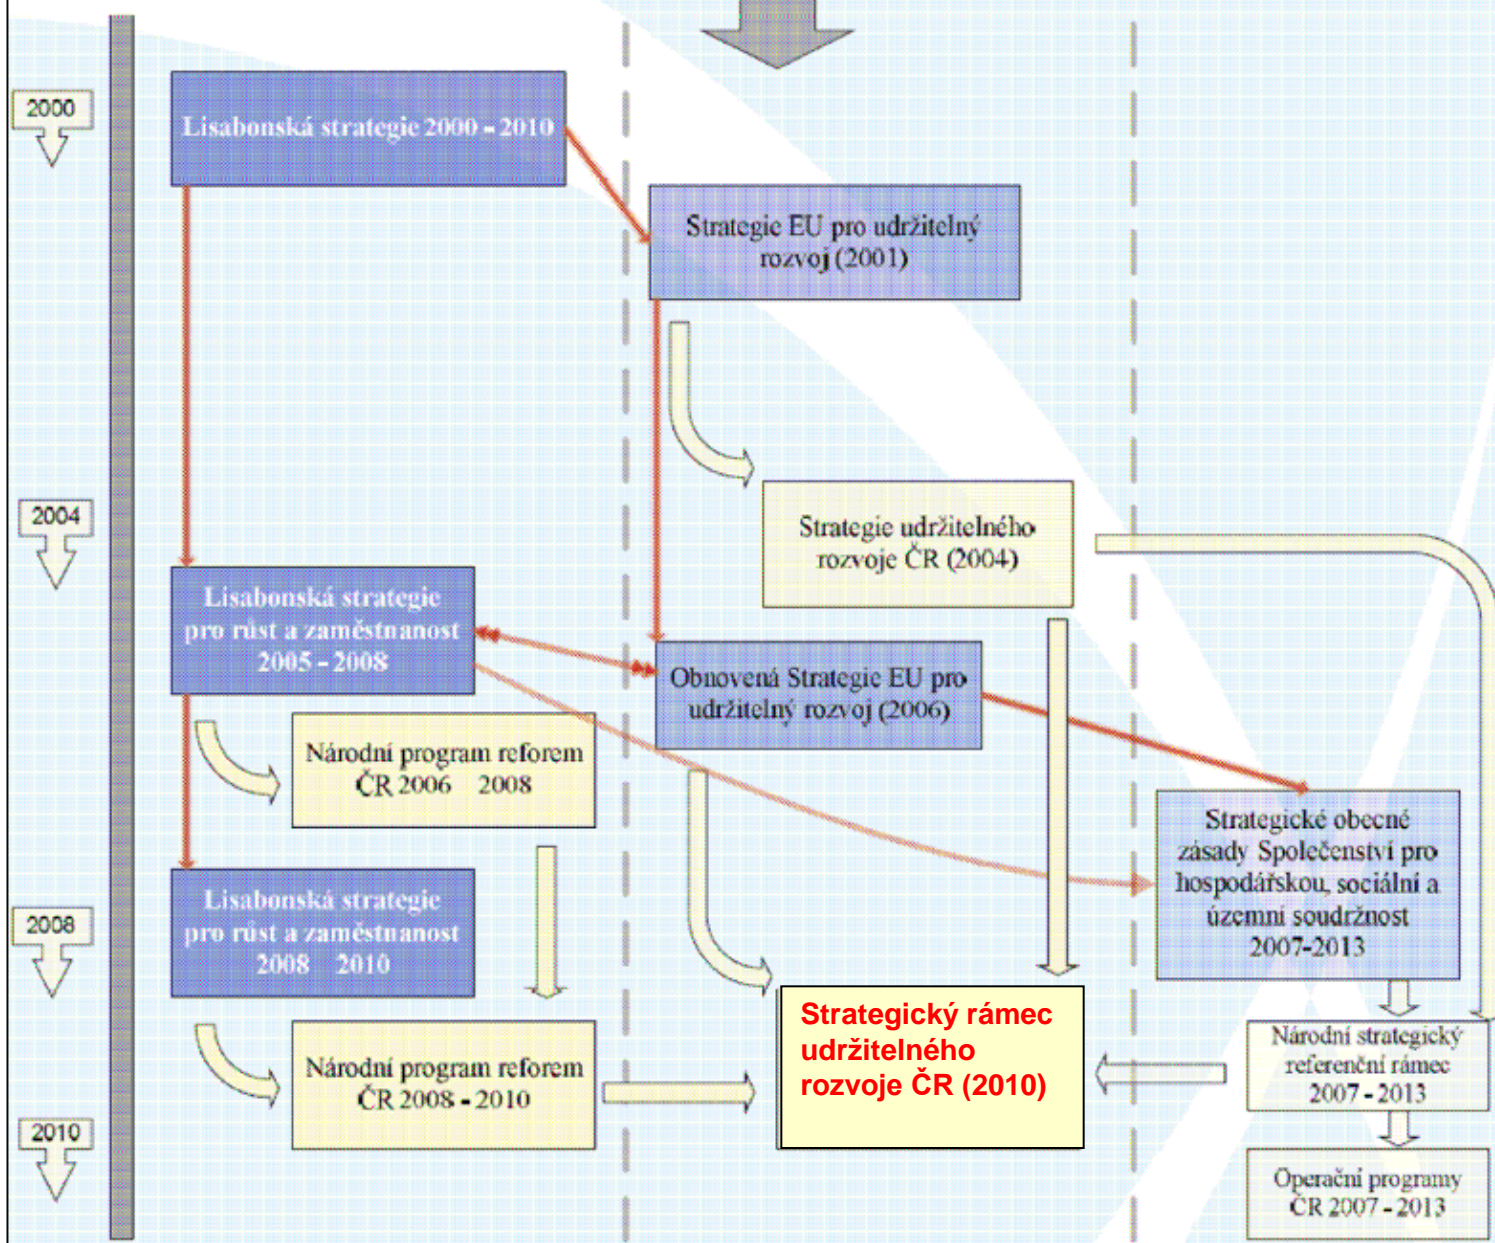 2000
Lisabonská strategie 2000 - 2010
Strategie EU pro udržitelný
rozvoj (2001)
2004
Strategie udržitelného
rozvoje ČR (2004)
Lisabonská strategie
pro růst a zaměstnanost
2005 - 2008
Obnovená Strategie EU pro
udržitelný rozvoj (2006)
Národní program reforem
ČR 2006 2008
Strategické obecné
zásady Společenství pro
hospodářskou, sociální a
územní soudržnost
2007-2013
2008
Lisabonská strategie
pro růst a zaměstnanost
2008 2010
Strategický rámec
udržitelného
rozvoje ČR (2010)
Národní program reforem
ČR 2008 - 2010
Národní strategický
referenční rámec
2007 - 2013
2010
Operační programy
ČR 2007 - 2013